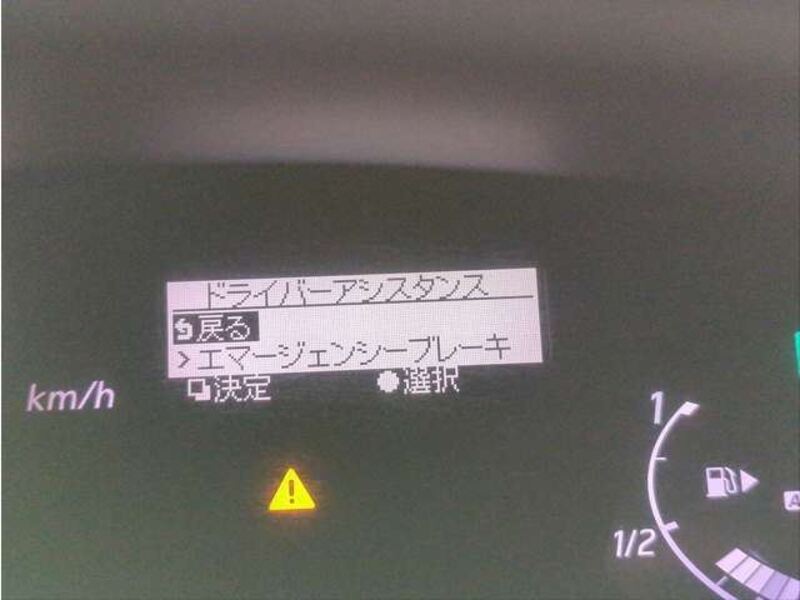 ドライバーアシスタンス
戻る
> エマージェンシーブレーキ
決定 選択
km/h
1
1/2
A